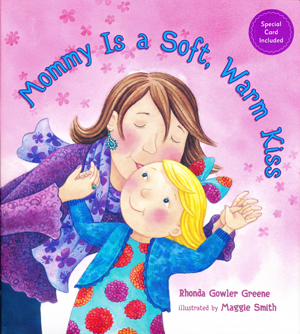 Special
Card
Included
Mommy Is a Soft, Warm Kiss
Rhonda Gowler Greene
illustrated by Maggie Smith